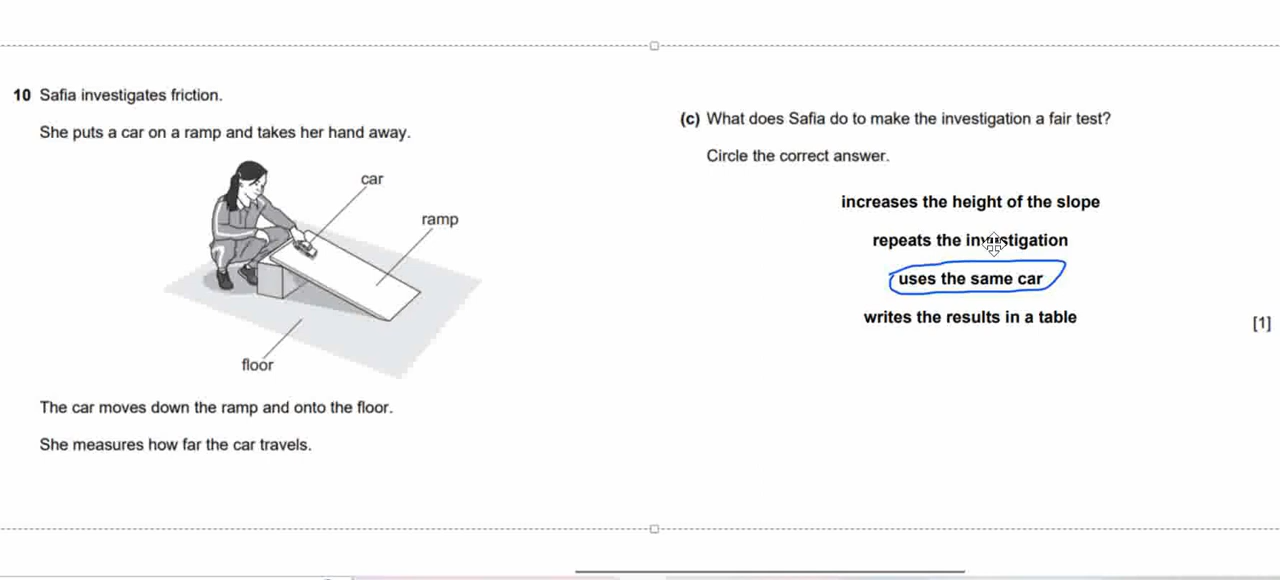 10 Safia investigates friction.
She puts a car on a ramp and takes her hand away.
car
ramp
floor
The car moves down the ramp and onto the floor.
She measures how far the car travels.
(c) What does Safia do to make the investigation a fair test?
Circle the correct answer.
increases the height of the slope
repeats the investigation
uses the same car
writes the results in a table
[1]